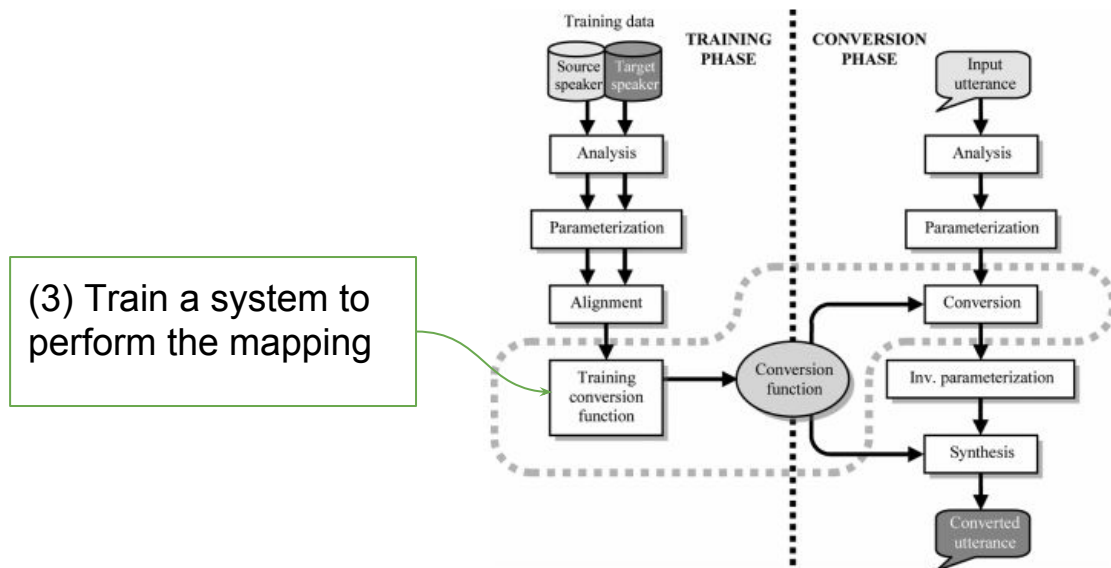 Training data
Source
speaker
Target
speaker
TRAINING
PHASE
CONVERSION
PHASE
Input
utterance
Analysis
Analysis
Parameterization
Parameterization
(3) Train a system to
perform the mapping
Alignment
Conversion
Training
conversion
function
Conversion
function
Inv. parameterization
Synthesis
Converted
utterance